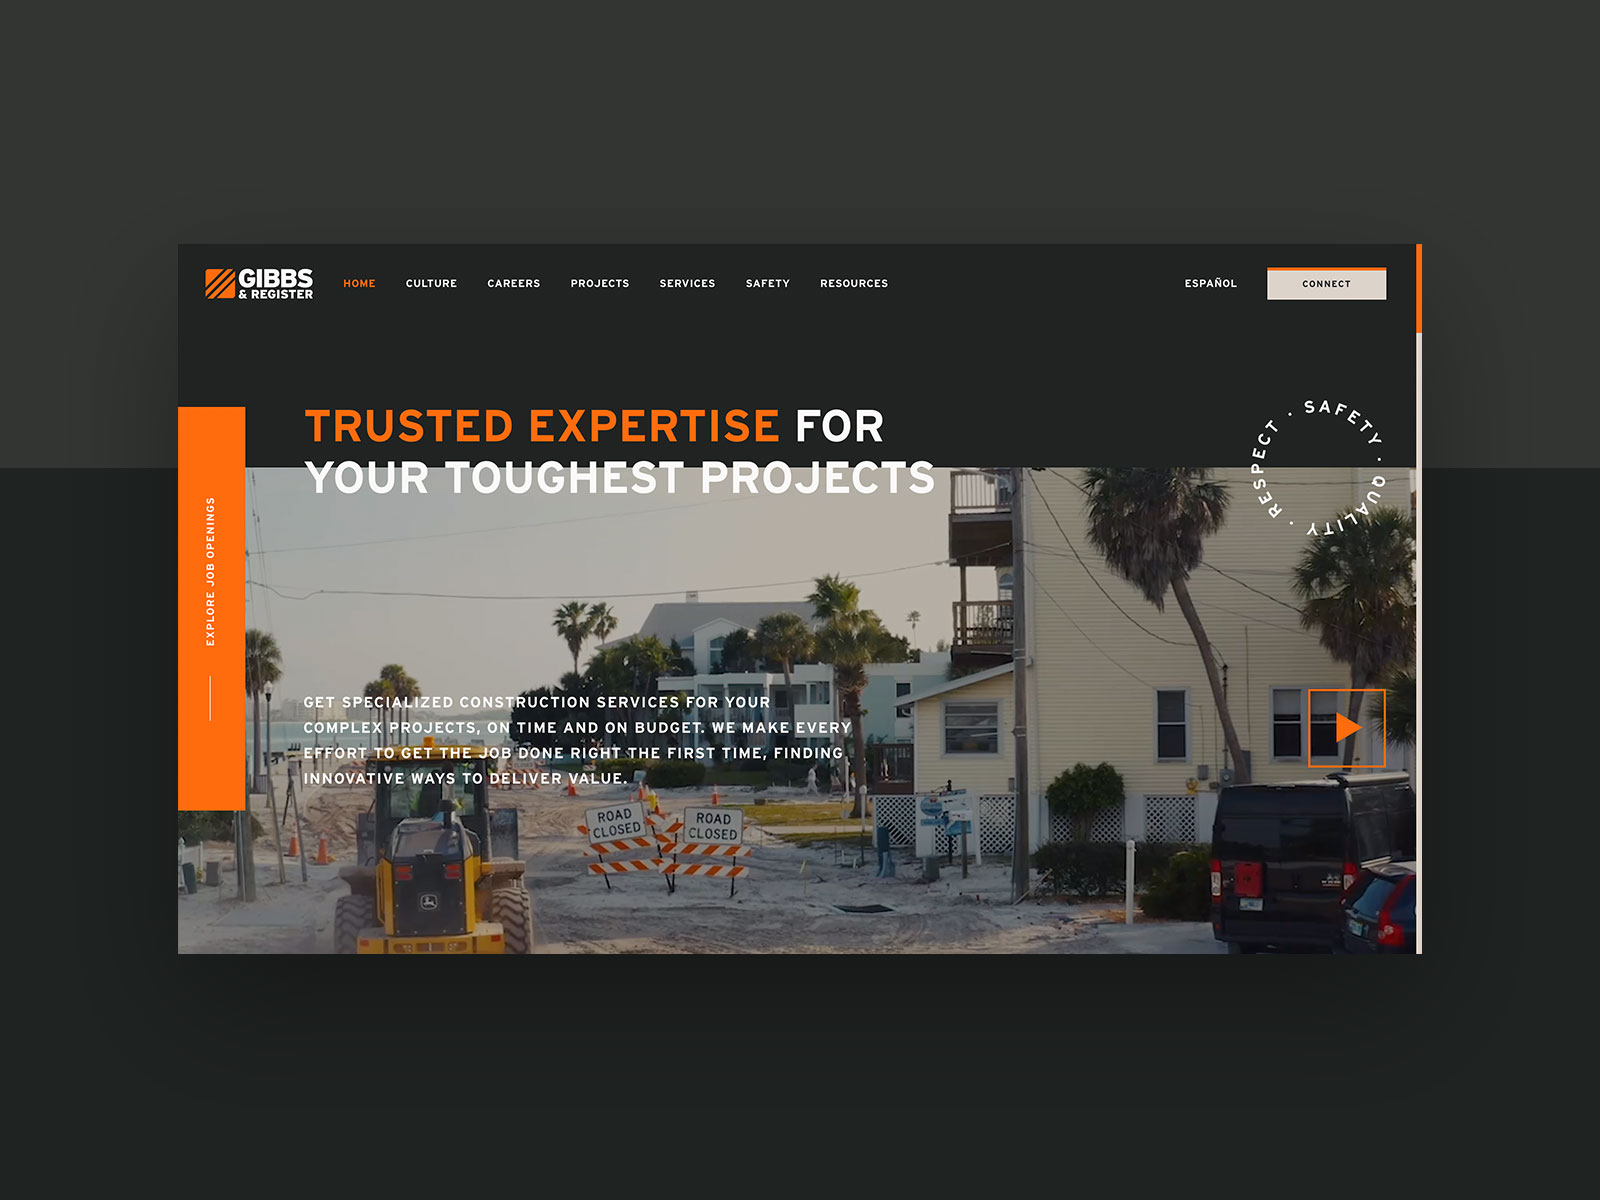 GIBBS
& REGISTER
HOME
CULTURE
CAREERS
PROJECTS
SERVICES
SAFETY
RESOURCES
ESPAÑOL
CONNECT
TRUSTED EXPERTISE FOR
YOUR TOUGHEST PROJECTS
SAFETY · QUALITY · RESPECT ·
EXPLORE JOB OPENINGS
GET SPECIALIZED CONSTRUCTION SERVICES FOR YOUR
COMPLEX PROJECTS, ON TIME AND ON BUDGET. WE MAKE EVERY
EFFORT TO GET THE JOB DONE RIGHT THE FIRST TIME, FINDING
INNOVATIVE WAYS TO DELIVER VALUE.
ROAD
CLOSED
ROAD
CLOSED